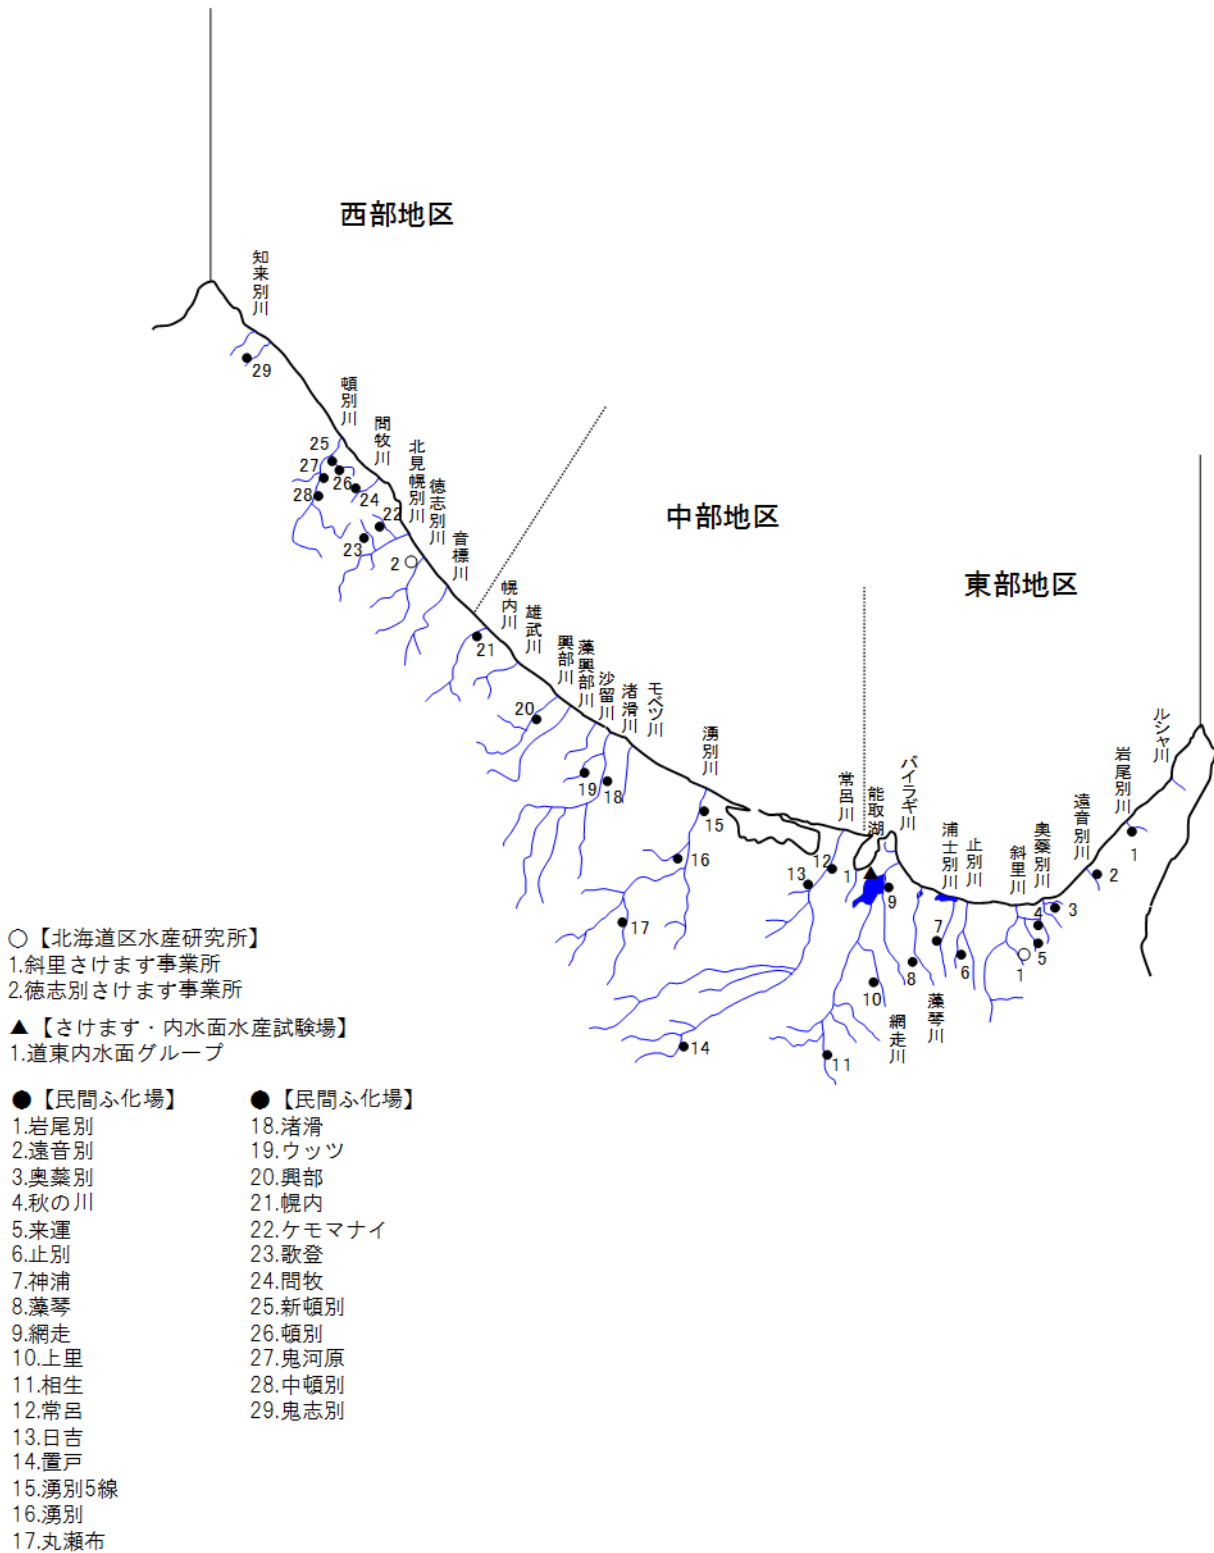 西部地区
中部地区
東部地区
知来別川
頓別川
問牧川
北見幌別川
徳志別川
音標川
幌内川
雄武川
興部川
藻興部川
沙留川
渚滑川
モベツ川
湧別川
常呂川
能取湖
バイラギ川
浦士別川
止別川
斜里川
奥蘂別川
遠音別川
岩尾別川
ルシャ川
藻琴川
網走川
29
25
27
26
28
24
22
23
2
21
20
19
18
15
16
17
12
13
14
1
9
10
11
8
7
6
5
4
1
3
2
1
○【北海道区水産研究所】
1.斜里さけます事業所
2.徳志別さけます事業所
▲【さけます・内水面水産試験場】
1.道東内水面グループ
●【民間ふ化場】
1.岩尾別
2.遠音別
3.奥蘂別
4.秋の川
5.来運
6.止別
7.神浦
8.藻琴
9.網走
10.上里
11.相生
12.常呂
13.日吉
14.置戸
15.湧別5線
16.湧別
17.丸瀬布
●【民間ふ化場】
18.渚滑
19.ウッツ
20.興部
21.幌内
22.ケモマナイ
23.歌登
24.問牧
25.新頓別
26.頓別
27.鬼河原
28.中頓別
29.鬼志別